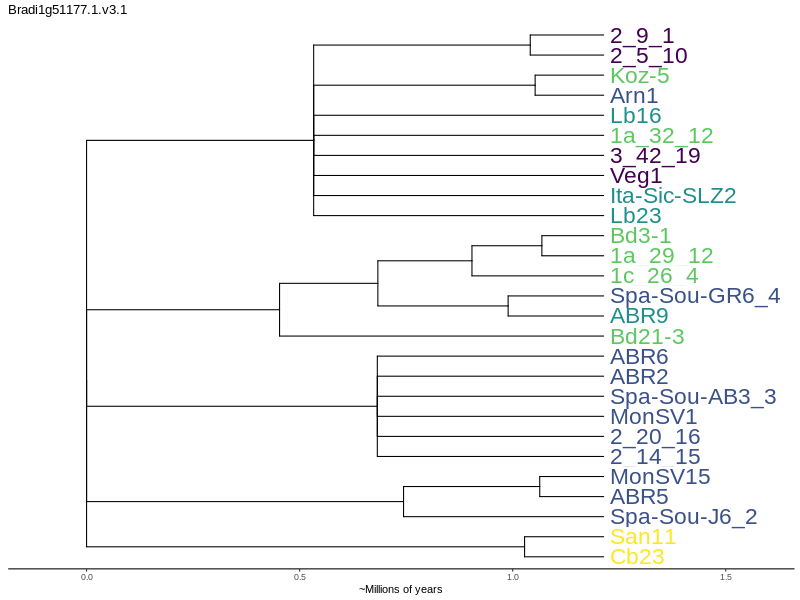 Bradi1g51177.1.v3.1
2_9_1
2_5_10
Koz-5
Arn1
Lb16
1a_32_12
3_42_19
Veg1
Ita-Sic-SLZ2
Lb23
Bd3-1
1a_29_12
1c_26_4
Spa-Sou-GR6_4
ABR9
Bd21-3
ABR6
ABR2
Spa-Sou-AB3_3
MonSV1
2_20_16
2_14_15
MonSV15
ABR5
Spa-Sou-J6_2
San11
Cb23
0.0 0.5 1.0 1.5
~Millions of years